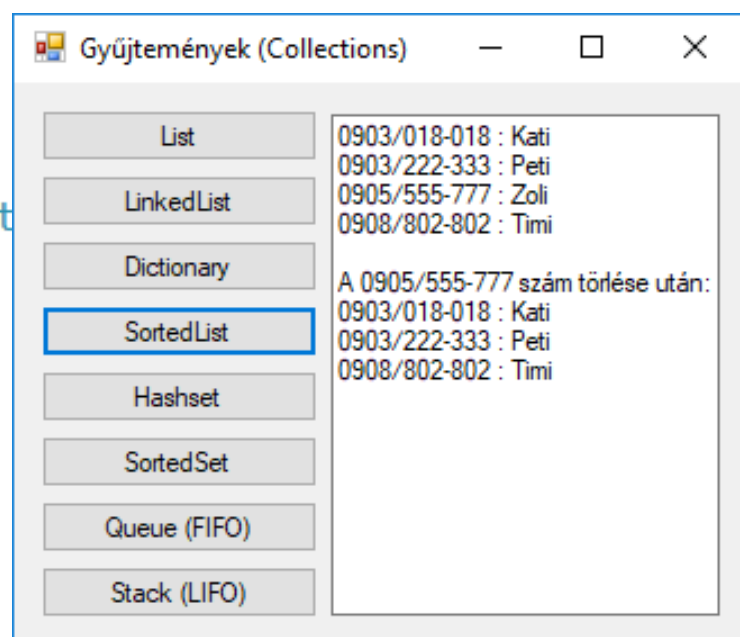 Gyűjtemények (Collections)
List
LinkedList
Dictionary
SortedList
Hashset
SortedSet
Queue (FIFO)
Stack (LIFO)
0903/018-018 : Kati
0903/222-333 : Peti
0905/555-777 : Zoli
0908/802-802 : Timi
A 0905/555-777 szám törlése után:
0903/018-018 : Kati
0903/222-333 : Peti
0908/802-802 : Timi
t